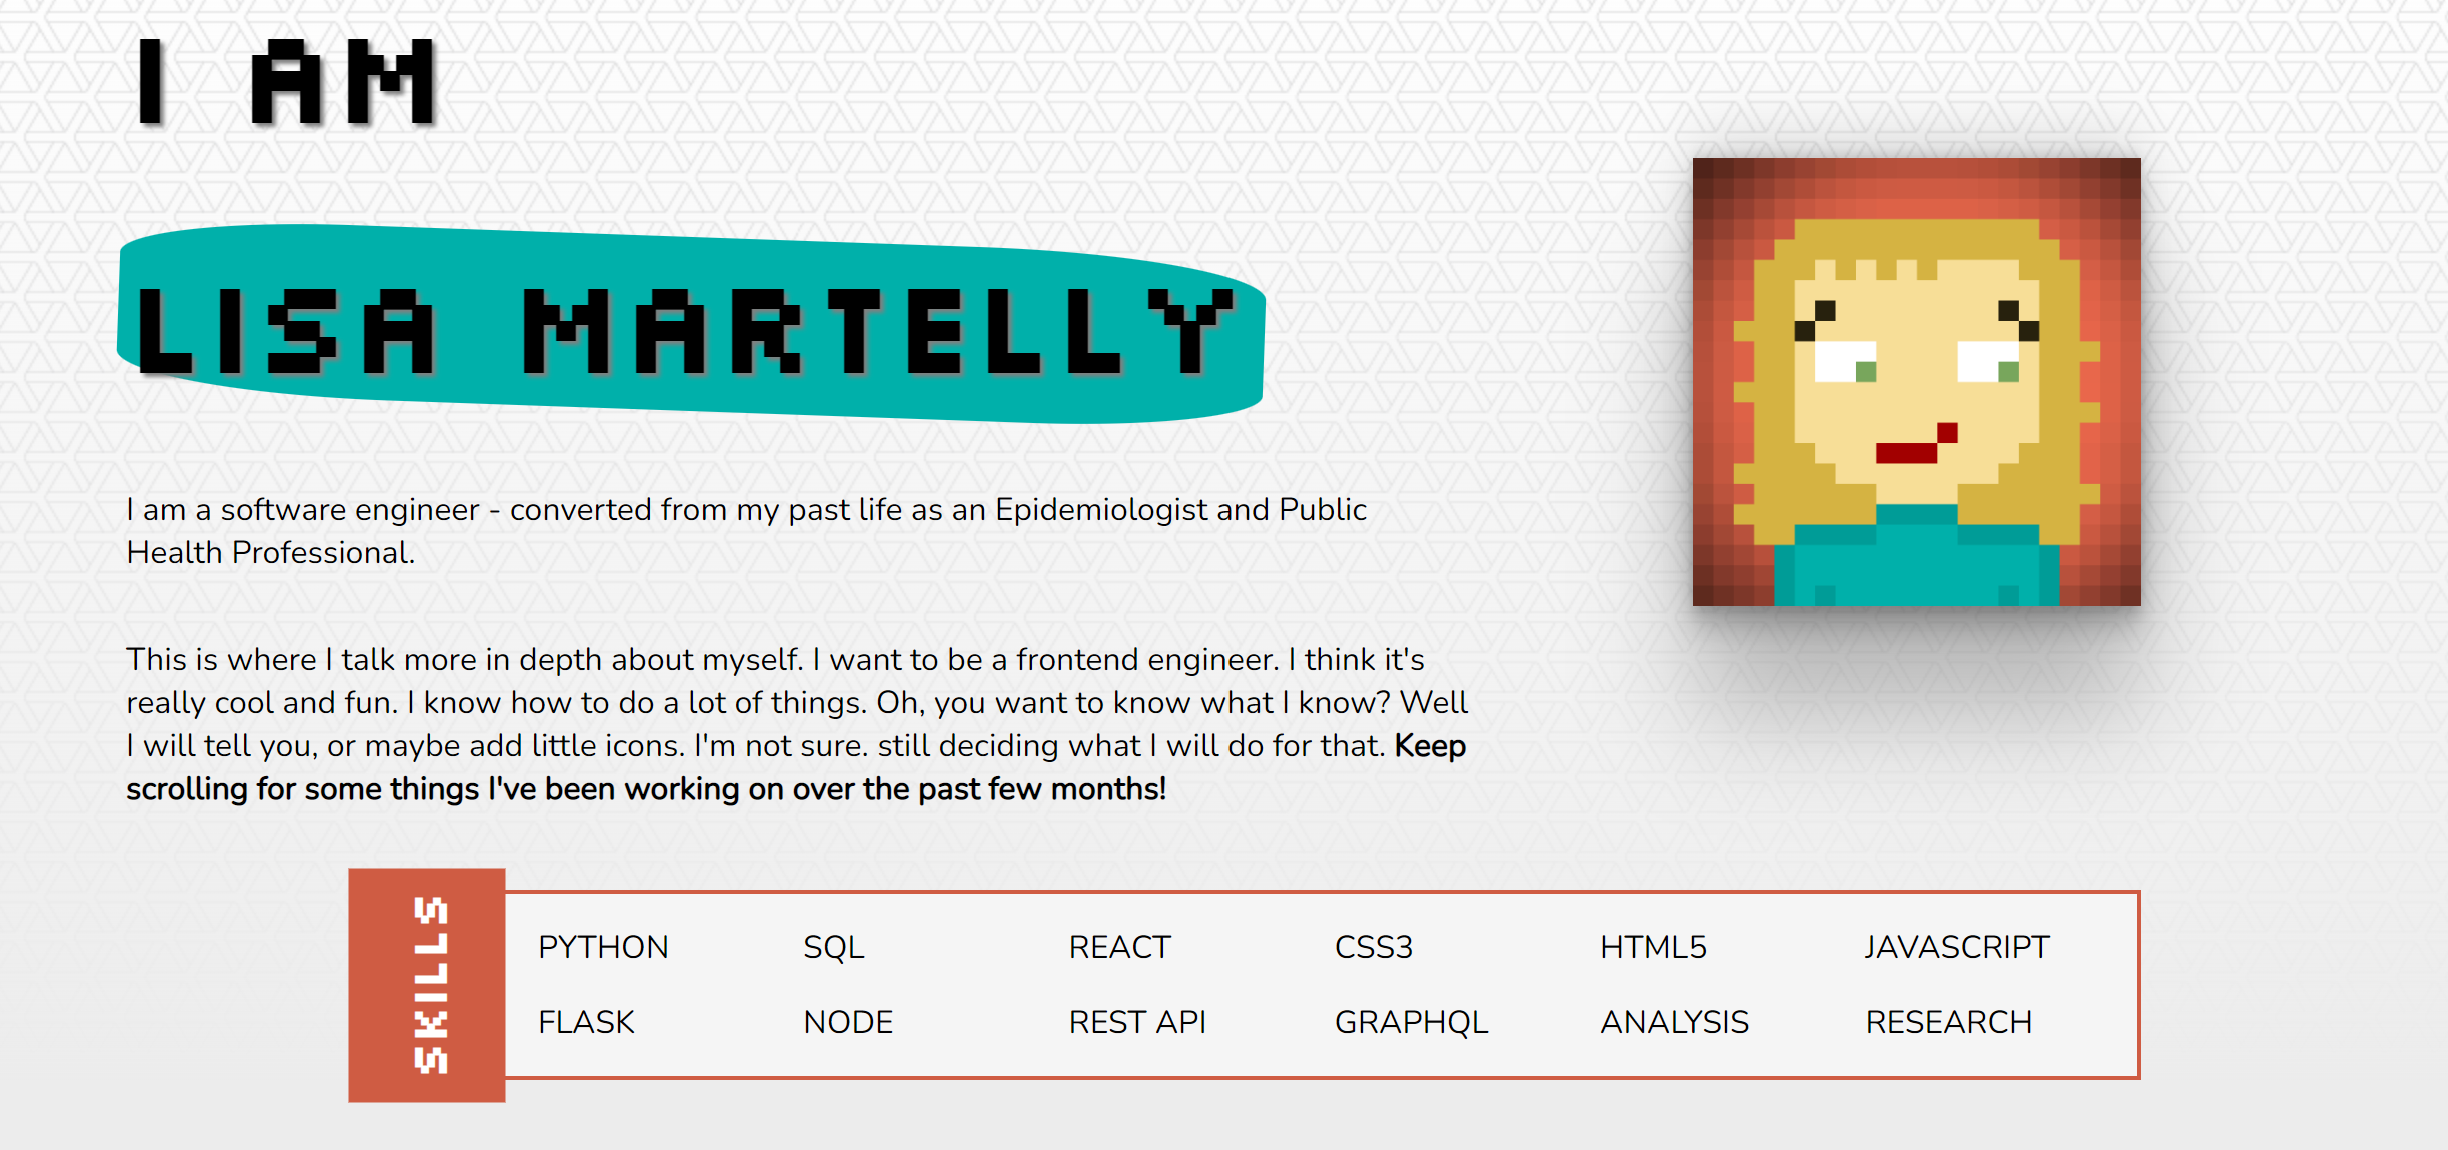 I AM
LISA MARTELLY
I am a software engineer - converted from my past life as an Epidemiologist and Public
Health Professional.
This is where I talk more in depth about myself. I want to be a frontend engineer. I think it's
really cool and fun. I know how to do a lot of things. Oh, you want to know what I know? Well
I will tell you, or maybe add little icons. I'm not sure. still deciding what I will do for that. Keep
scrolling for some things I've been working on over the past few months!
SKILLS
PYTHON SQL REACT CSS3 HTML5 JAVASCRIPT
FLASK NODE REST API GRAPHQL ANALYSIS RESEARCH